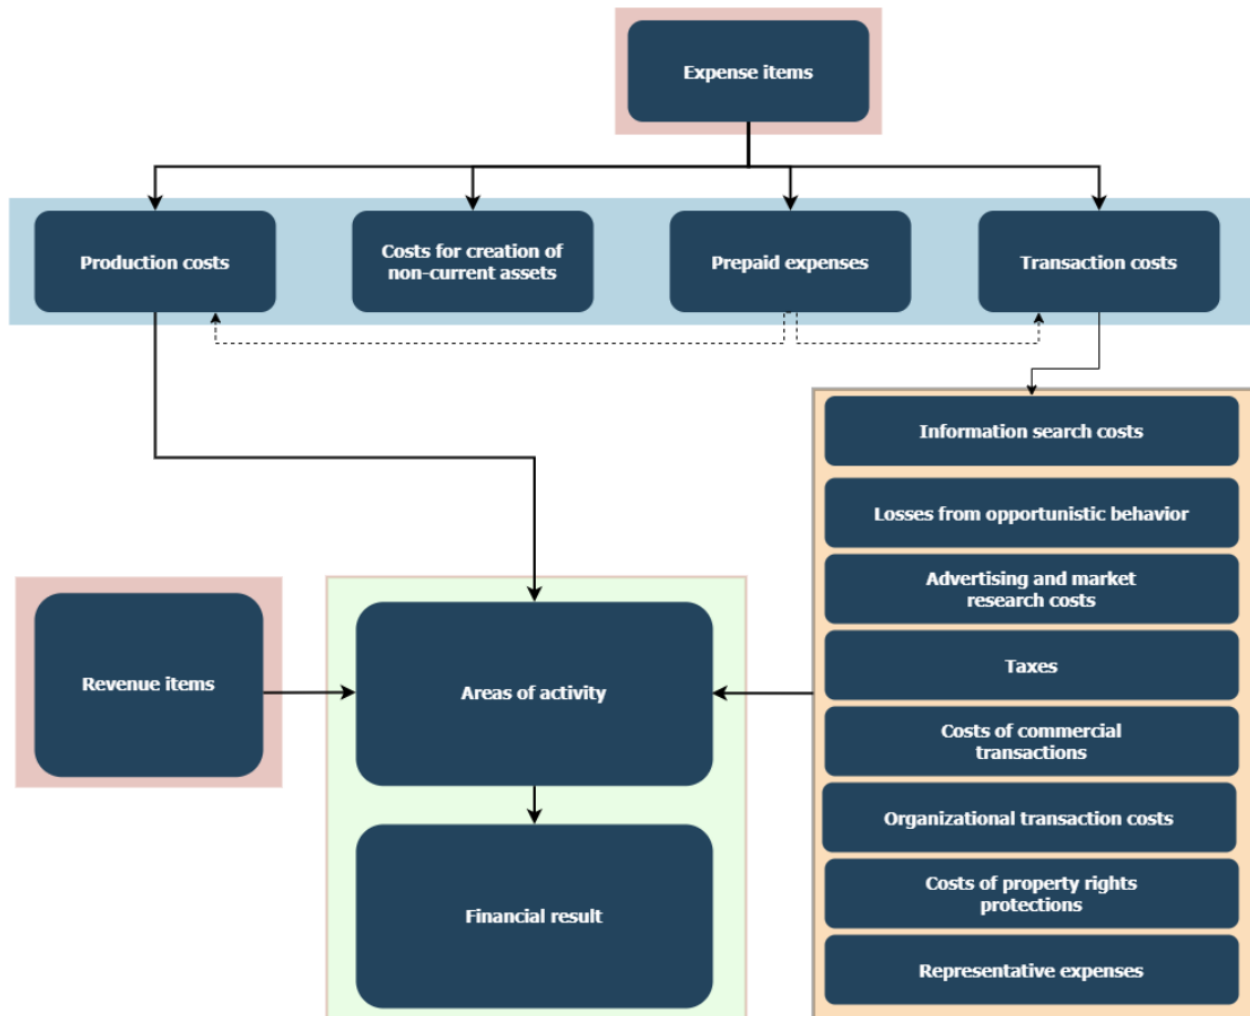 Expense items
Production costs
Costs for creation of
non-current assets
Prepaid expenses
Transaction costs
Information search costs
Losses from opportunistic behavior
Advertising and market
research costs
Taxes
Costs of commercial
transactions
Organizational transaction costs
Costs of property rights
protections
Representative expenses
Revenue items
Areas of activity
Financial result